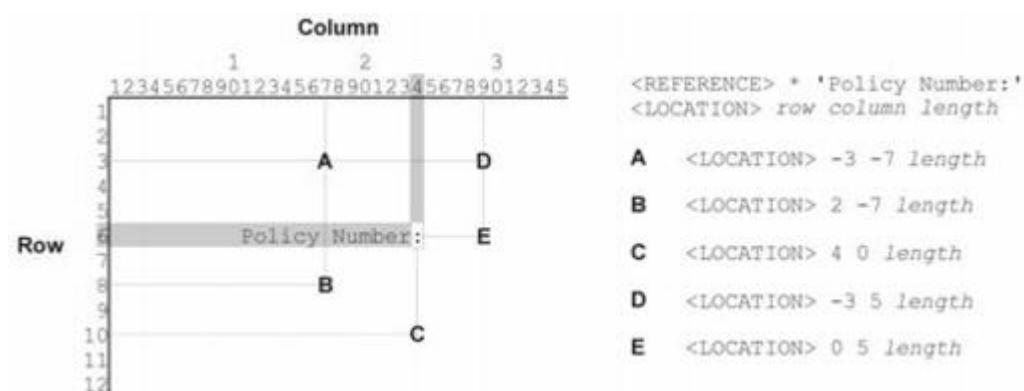 Column
1 2 3
12345678901234567890123456789012345
1
2
3 A D
4
5
Row 6 Policy Number: E
7
8 B
9
10 C
11
12
<REFERENCE> * 'Policy Number:'
<LOCATION> row column length
A <LOCATION> -3 -7 length
B <LOCATION> 2 -7 length
C <LOCATION> 4 0 length
D <LOCATION> -3 5 length
E <LOCATION> 0 5 length